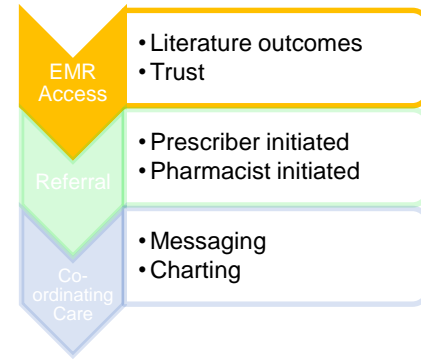 EMR
Access
• Literature outcomes
• Trust
Referral
• Prescriber initiated
• Pharmacist initiated
Co-
ordinating
Care
• Messaging
• Charting